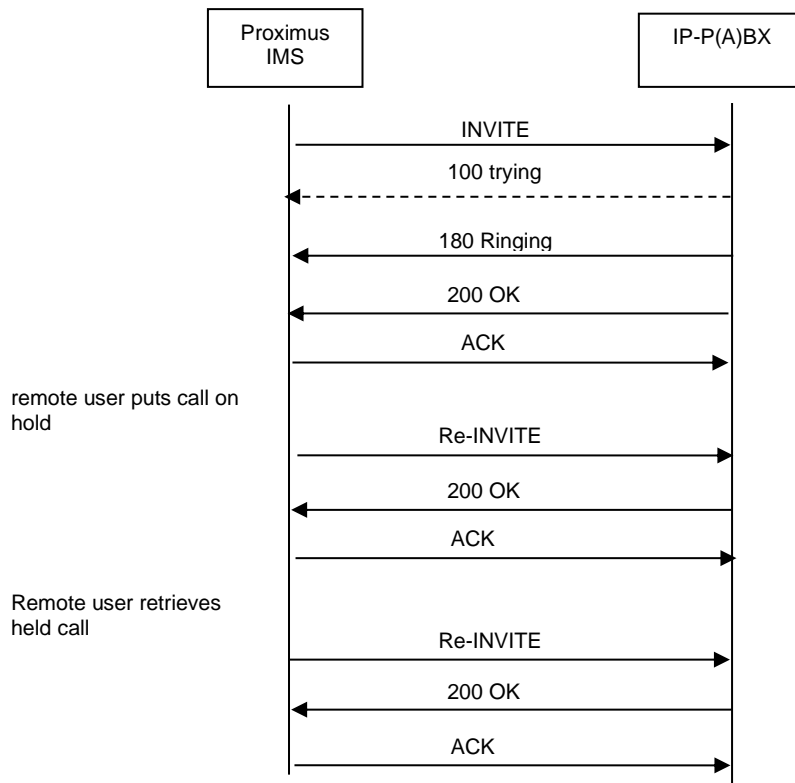 Proximus
IMS
IP-P(A)BX
INVITE
100 trying
180 Ringing
200 OK
ACK
remote user puts call on
hold
Re-INVITE
200 OK
ACK
Remote user retrieves
held call
Re-INVITE
200 OK
ACK